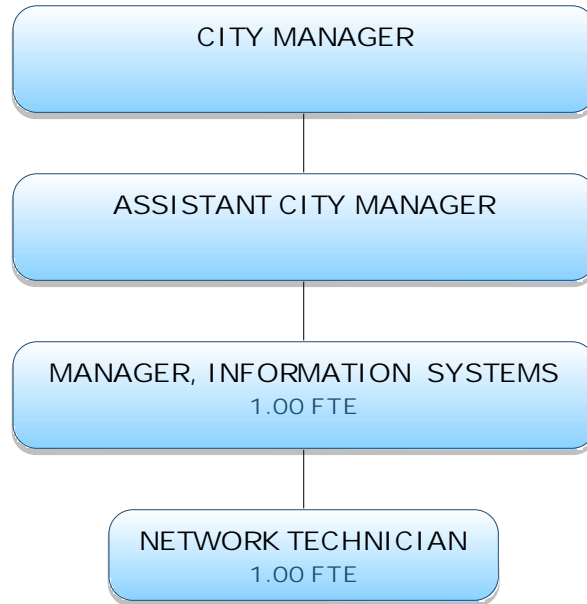 CITY MANAGER
ASSISTANT CITY MANAGER
MANAGER, INFORMATION SYSTEMS
1.00 FTE
NETWORK TECHNICIAN
1.00 FTE